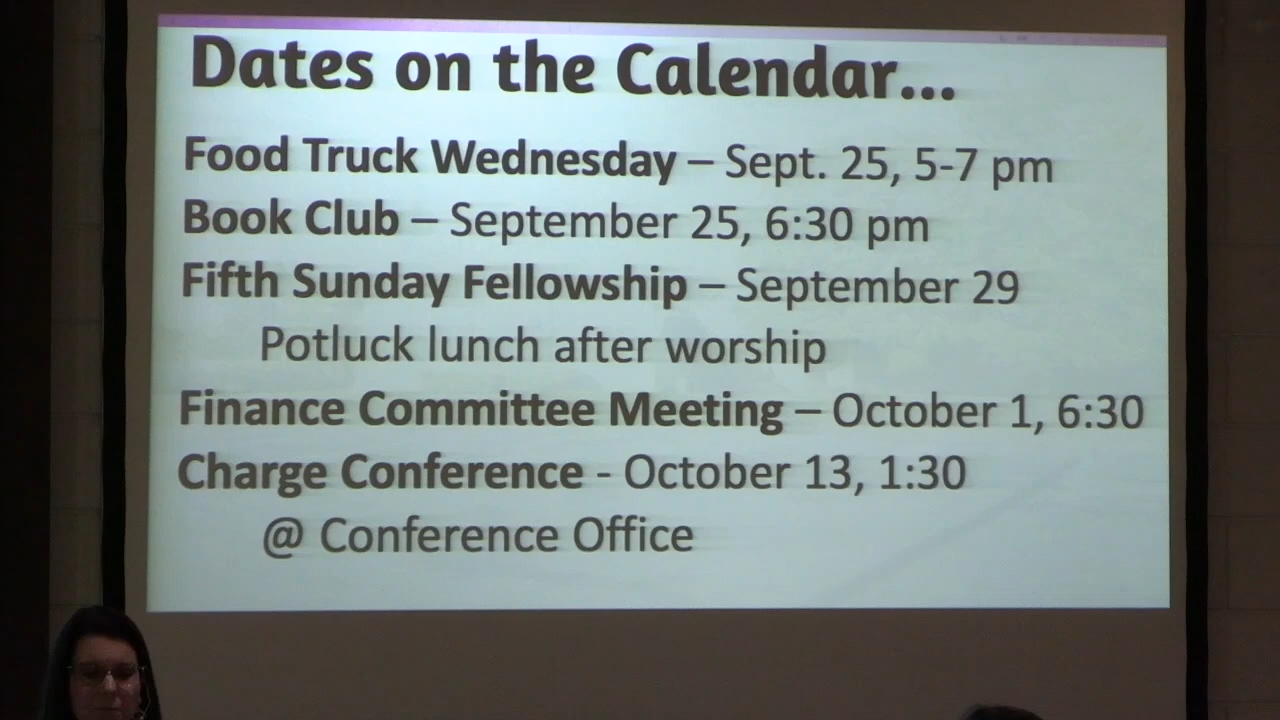 Dates on the Calendar...
Food Truck Wednesday – Sept. 25, 5-7 pm
Book Club – September 25, 6:30 pm
Fifth Sunday Fellowship – September 29
Potluck lunch after worship
Finance Committee Meeting – October 1, 6:30
Charge Conference - October 13, 1:30
@ Conference Office